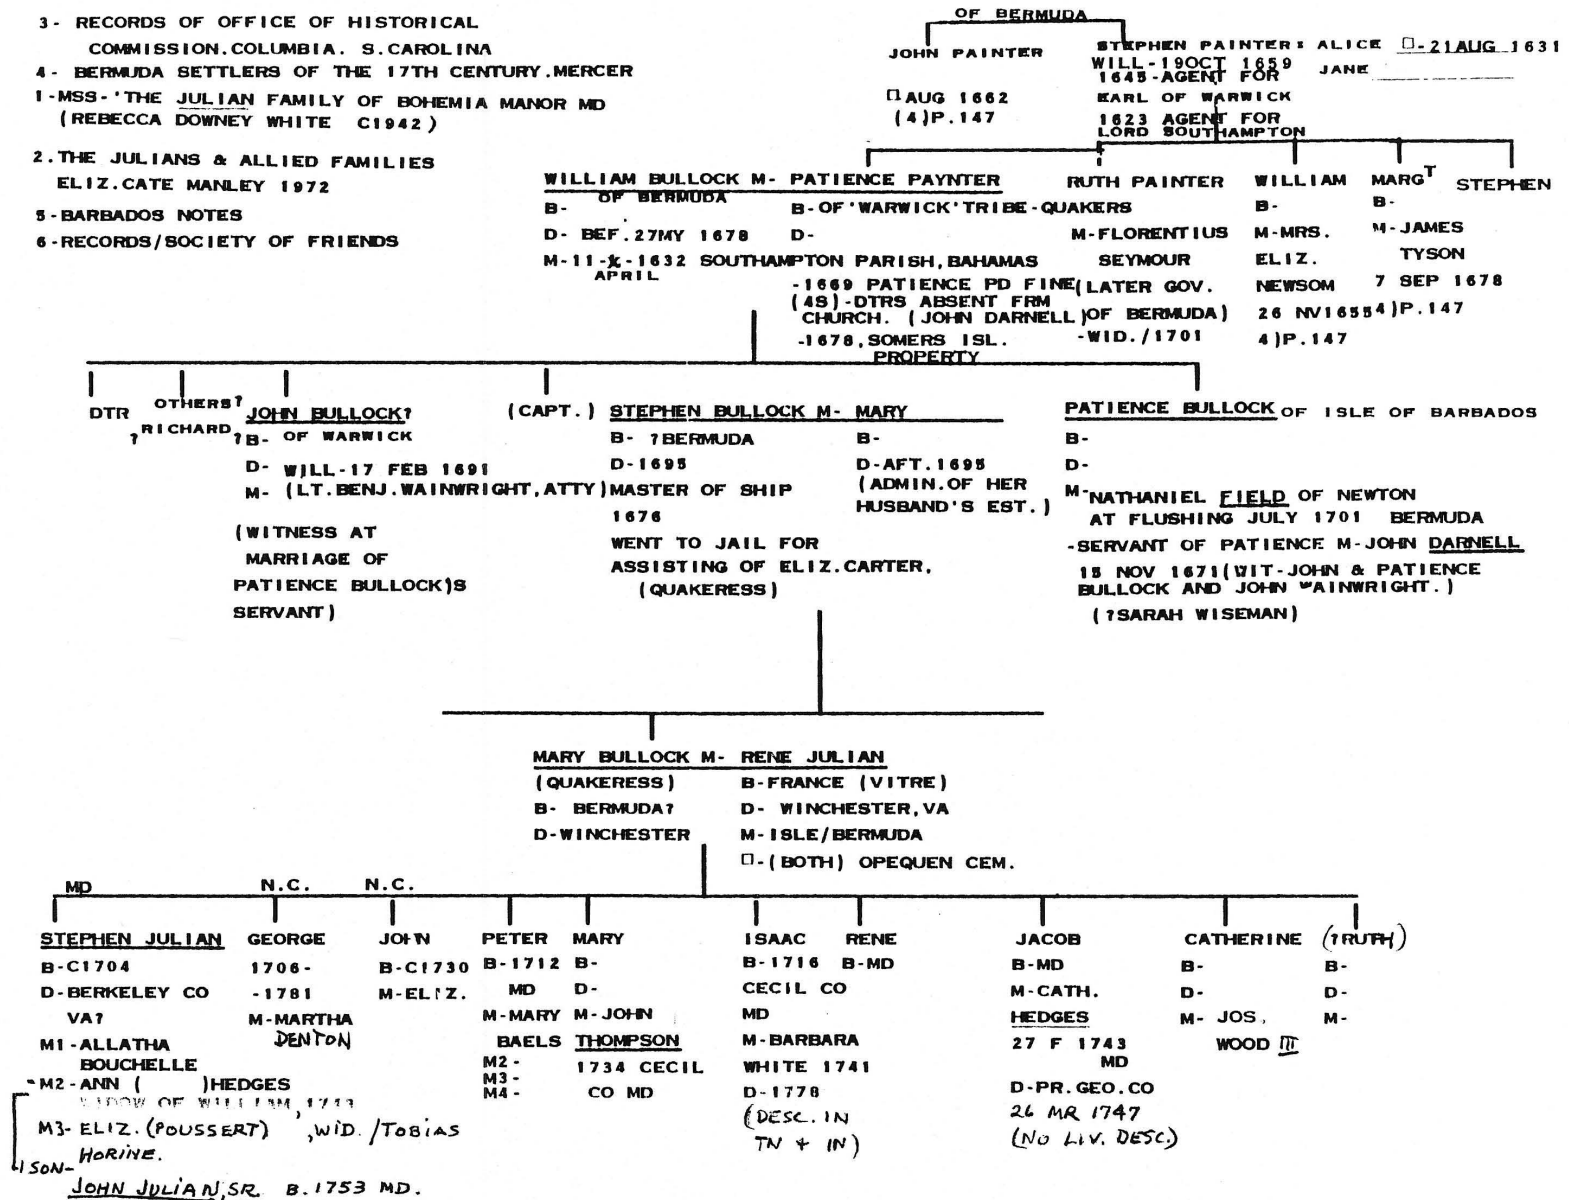 3- RECORDS OF OFFICE OF HISTORICAL
COMMISSION.COLUMBIA. S.CAROLINA
4- BERMUDA SETTLERS OF THE 17TH CENTURY.MERCER
1-MSS-'THE JULIAN FAMILY OF BOHEMIA MANOR MD
(REBECCA DOWNEY WHITE C1942)
2.THE JULIANS & ALLIED FAMILIES
ELIZ.CATE MANLEY 1972
5-BARBADOS NOTES
6-RECORDS/SOCIETY OF FRIENDS
OF BERMUDA
JOHN PAINTER
□AUG 1662
(4)P.147
STEPHEN PAINTER: ALICE □-21AUG 1631
WILL-19OCT 1659 JANE
1645-AGENT FOR
EARL OF WARWICK
1623 AGENT FOR
LORD SOUTHAMPTON
WILLIAM BULLOCK M- PATIENCE PAYNTER
OF BERMUDA
B- B-OF'WARWICK'TRIBE-QUAKERS
D- BEF.27MY 1678 D-
M-11- -1632 SOUTHAMPTON PARISH,BAHAMAS
APRIL
-1669 PATIENCE PD FINE
(4S)-DTRS ABSENT FRM
CHURCH. (JOHN DARNELL)
-1678,SOMERS ISL.
PROPERTY
RUTH PAINTER
M-FLORENTIUS
SEYMOUR
(LATER GOV.
OF BERMUDA)
-WID./1701
WILLIAM
B-
M-MRS.
ELIZ.
NEWSOM
26 NV1655
4)P.147
MARGT
B-
M-JAMES
TYSON
7 SEP 1678
4)P.147
STEPHEN
DTR
?
OTHERS?
RICHARD?
JOHN BULLOCK?
B- OF WARWICK
D- WILL-17 FEB 1691
M- (LT.BENJ.WAINWRIGHT,ATTY)
(WITNESS AT
MARRIAGE OF
PATIENCE BULLOCK)S
SERVANT)
(CAPT.) STEPHEN BULLOCK M- MARY
B- ?BERMUDA B-
D-1695 D-AFT.1695
MASTER OF SHIP (ADMIN.OF HER
1676 HUSBAND'S EST.)
WENT TO JAIL FOR
ASSISTING OF ELIZ.CARTER,
(QUAKERESS)
PATIENCE BULLOCK OF ISLE OF BARBADOS
B-
D-
M-NATHANIEL FIELD OF NEWTON
AT FLUSHING JULY 1701 BERMUDA
-SERVANT OF PATIENCE M-JOHN DARNELL
15 NOV 1671(WIT-JOHN & PATIENCE
BULLOCK AND JOHN WAINWRIGHT.)
(?SARAH WISEMAN)
MARY BULLOCK M- RENE JULIAN
(QUAKERESS) B-FRANCE (VITRE)
B- BERMUDA? D- WINCHESTER,VA
D-WINCHESTER M-ISLE/BERMUDA
□-(BOTH) OPEQUEN CEM.
MD
STEPHEN JULIAN
B-C1704
D-BERKELEY CO
VA?
M1-ALLATHA
BOUCHELLE
-M2-ANN ( )HEDGES
WIDOW OF WILLIAM,
M3- ELIZ.(POUSSERT) ,WID./TOBIAS
HORINE.
1 SON-
JOHN JULIAN,SR. B.1753 MD.
N.C.
GEORGE
1706-
-1781
M-MARTHA
DENTON
N.C.
JOHN
B-C1730
M-ELIZ.
PETER
B-1712
MD
M-MARY
BAELS
M2-
M3-
M4-
MARY
B-
D-
M-JOHN
THOMPSON
1734 CECIL
CO MD
ISAAC
B-1716
CECIL CO
MD
M-BARBARA
WHITE 1741
D-1778
(DESC. IN
TN + IN)
RENE
B-MD
JACOB
B-MD
M-CATH.
HEDGES
27 F 1743
MD
D-PR.GEO.CO
26 MR 1747
(NO LIV. DESC.)
CATHERINE
B-
D-
M- JOS.
WOOD III
(?RUTH)
B-
D-
M-